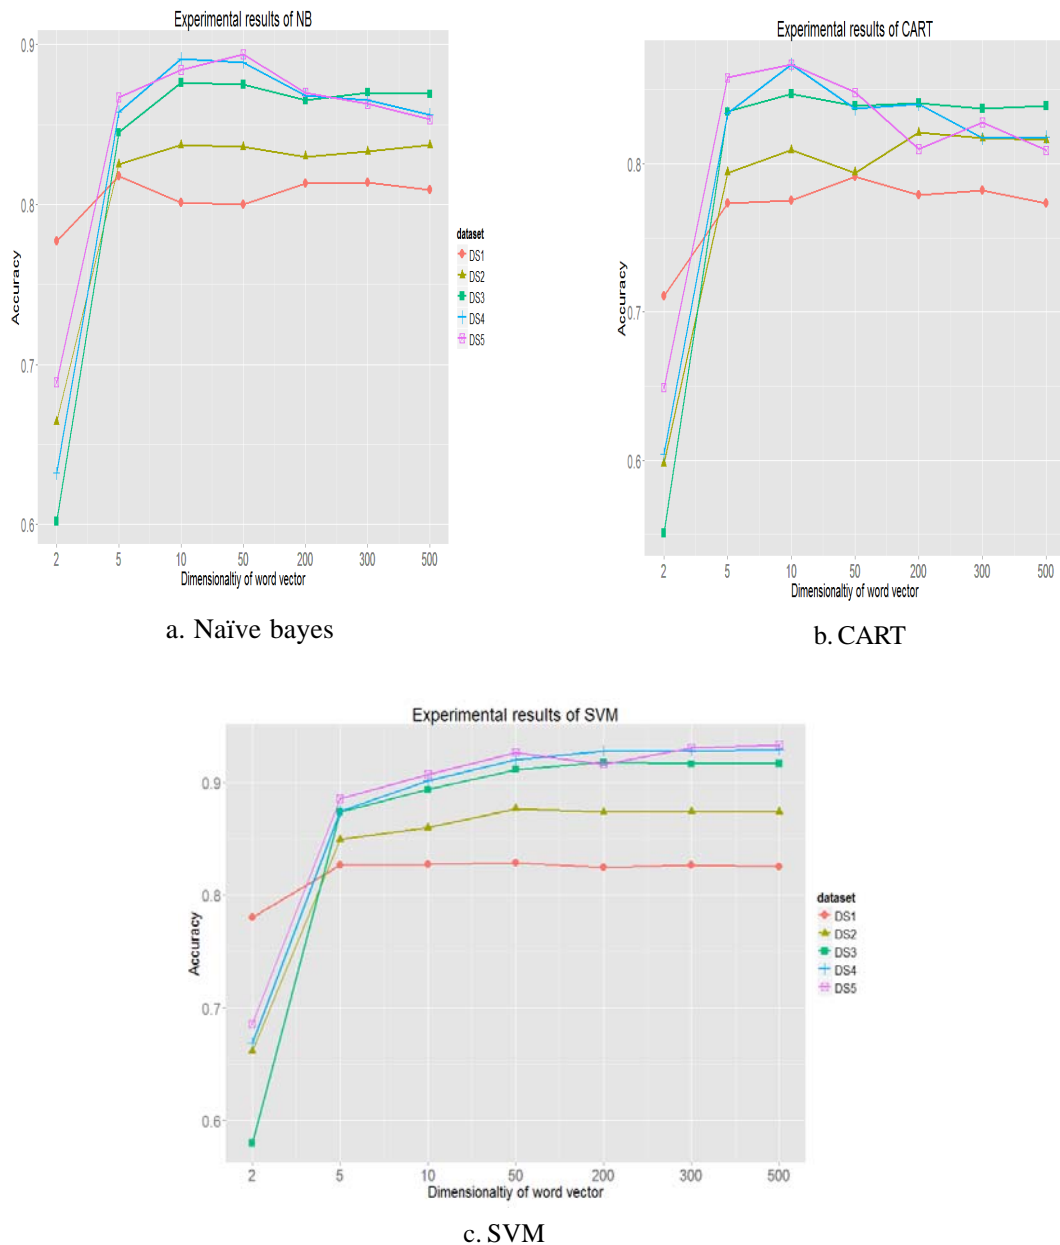 Experimental results of NB
0.9
0.8
0.7
0.6
Accuracy
2 5 10 50 200 300 500
Dimensionaltiy of word vector
dataset
DS1
DS2
DS3
DS4
DS5
a. Naïve bayes
Experimental results of CART
0.8
0.7
0.6
Accuracy
2 5 10 50 200 300 500
Dimensionaltiy of word vector
b. CART
Experimental results of SVM
0.9
0.8
0.7
0.6
Accuracy
2 5 10 50 200 300 500
Dimensionaltiy of word vector
dataset
DS1
DS2
DS3
DS4
DS5
c. SVM